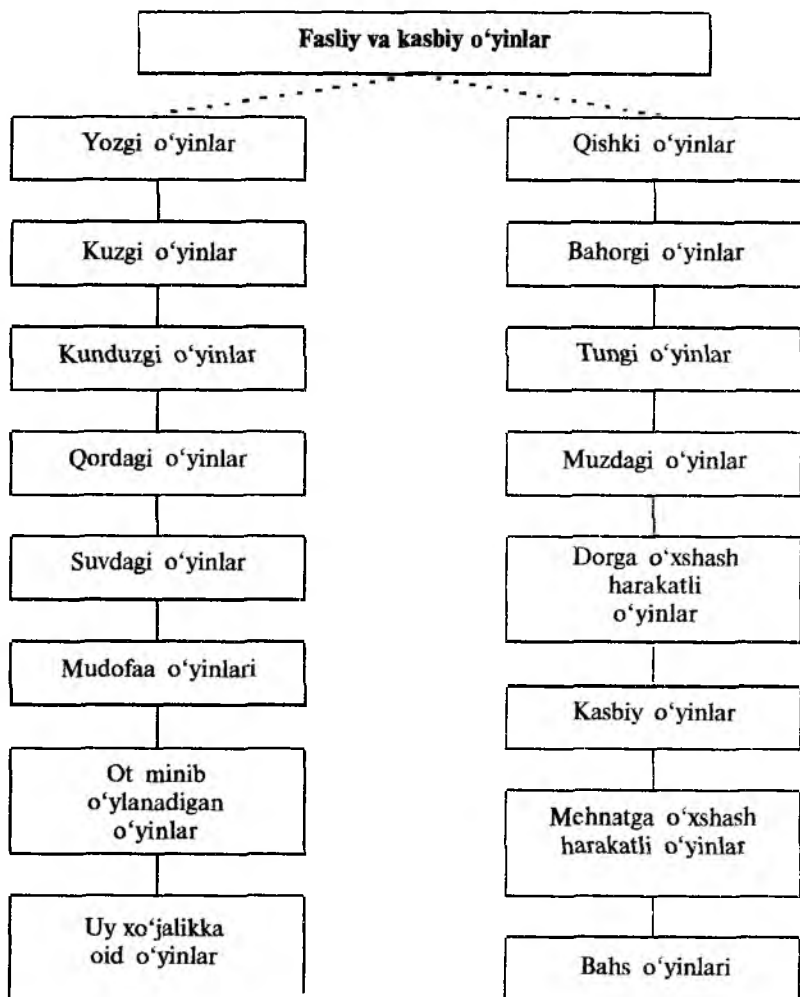 Fasliy va kasbiy o‘yinlar
Yozgi o‘yinlar
Kuzgi o‘yinlar
Kunduzgi o‘yinlar
Qordagi o‘yinlar
Suvdagi o‘yinlar
Mudofaa o‘yinlari
Ot minib
o‘ylanadigan
o‘yinlar
Uy xo‘jalikka
oid o‘yinlar
Qishki o‘yinlar
Bahorgi o‘yinlar
Tungi o‘yinlar
Muzdagi o‘yinlar
Dorga o‘xshash
harakatli
o‘yinlar
Kasbiy o‘yinlar
Mehnatga o‘xshash
harakatli o‘yinlar
Bahs o‘yinlari